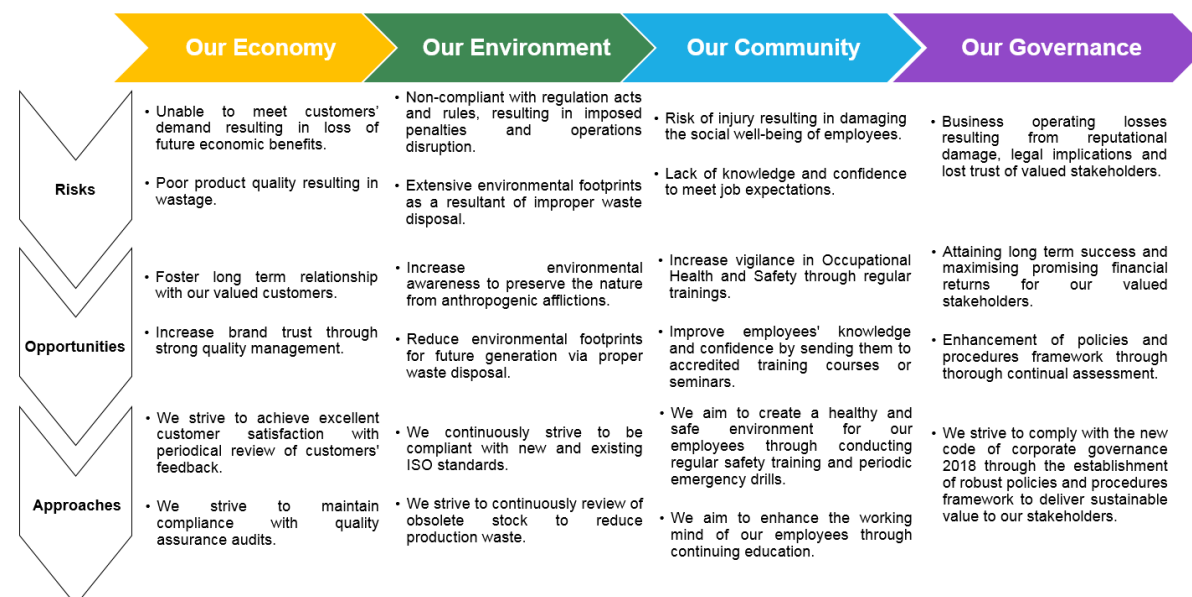 Our Economy
Our Environment
Our Community
Our Governance
Risks
• Unable to meet customers'
demand resulting in loss of
future economic benefits.
• Poor product quality resulting in
wastage.
• Non-compliant with regulation acts
and rules, resulting in imposed
penalties and operations
disruption.
• Extensive environmental footprints
as a resultant of improper waste
disposal.
• Risk of injury resulting in damaging
the social well-being of employees.
• Lack of knowledge and confidence
to meet job expectations.
• Business operating losses
resulting from reputational
damage, legal implications and
lost trust of valued stakeholders.
Opportunities
• Foster long term relationship
with our valued customers.
• Increase brand trust through
strong quality management.
• Increase environmental
awareness to preserve the nature
from anthropogenic afflictions.
• Reduce environmental footprints
for future generation via proper
waste disposal.
• Increase vigilance in Occupational
Health and Safety through regular
trainings.
• Improve employees' knowledge
and confidence by sending them to
accredited training courses or
seminars.
• Attaining long term success and
maximising promising financial
returns for our valued
stakeholders.
• Enhancement of policies and
procedures framework through
thorough continual assessment.
Approaches
• We strive to achieve excellent
customer satisfaction with
periodical review of customers'
feedback.
• We strive to maintain
compliance with quality
assurance audits.
• We continuously strive to be
compliant with new and existing
ISO standards.
• We strive to continuously review of
obsolete stock to reduce
production waste.
• We aim to create a healthy and
safe environment for our
employees through conducting
regular safety training and periodic
emergency drills.
• We aim to enhance the working
mind of our employees through
continuing education.
• We strive to comply with the new
code of corporate governance
2018 through the establishment
of robust policies and procedures
framework to deliver sustainable
value to our stakeholders.